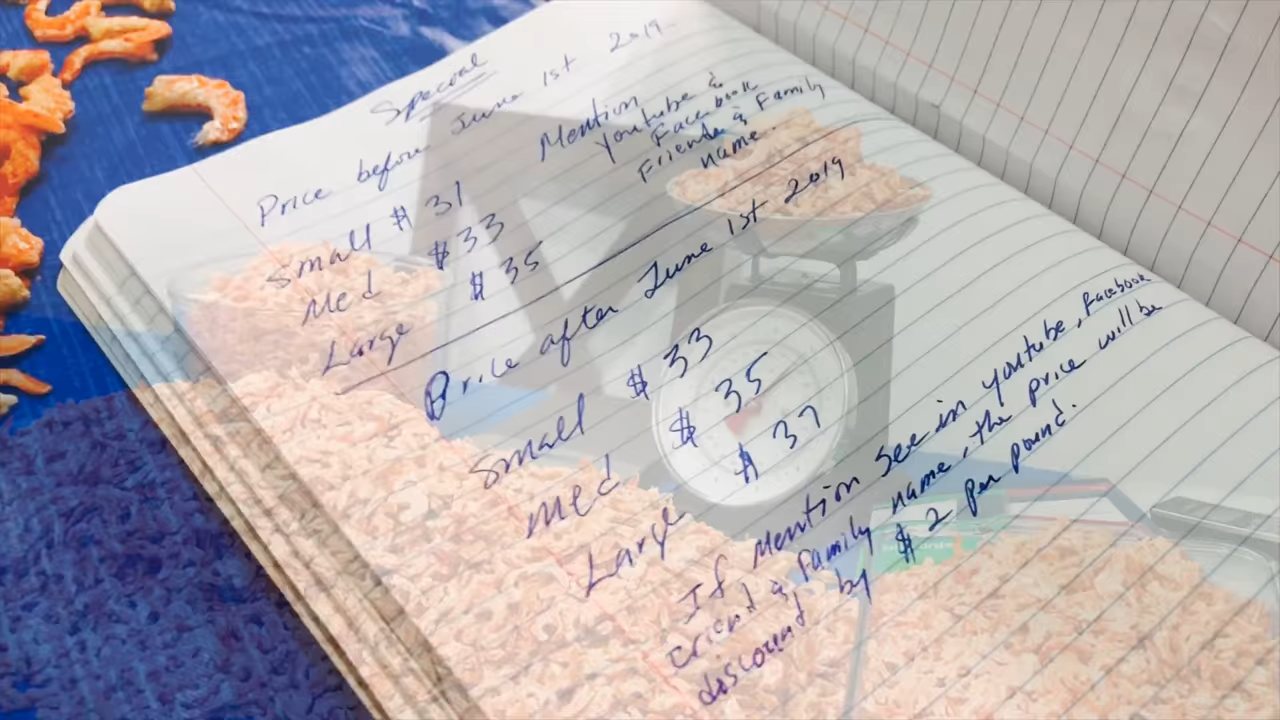 Special
Price before June 1st 2019
Mention
Youtube &
Facebook
Friends & Family
name.
Small $ 31
Med $ 33
Large $ 35
Price after June 1st 2019
Small $ 33
Med $ 35
Large $ 37
If Mention See in youtube, Facebook
Criend & Family name, the price will be
discound by $ 2 per pound.